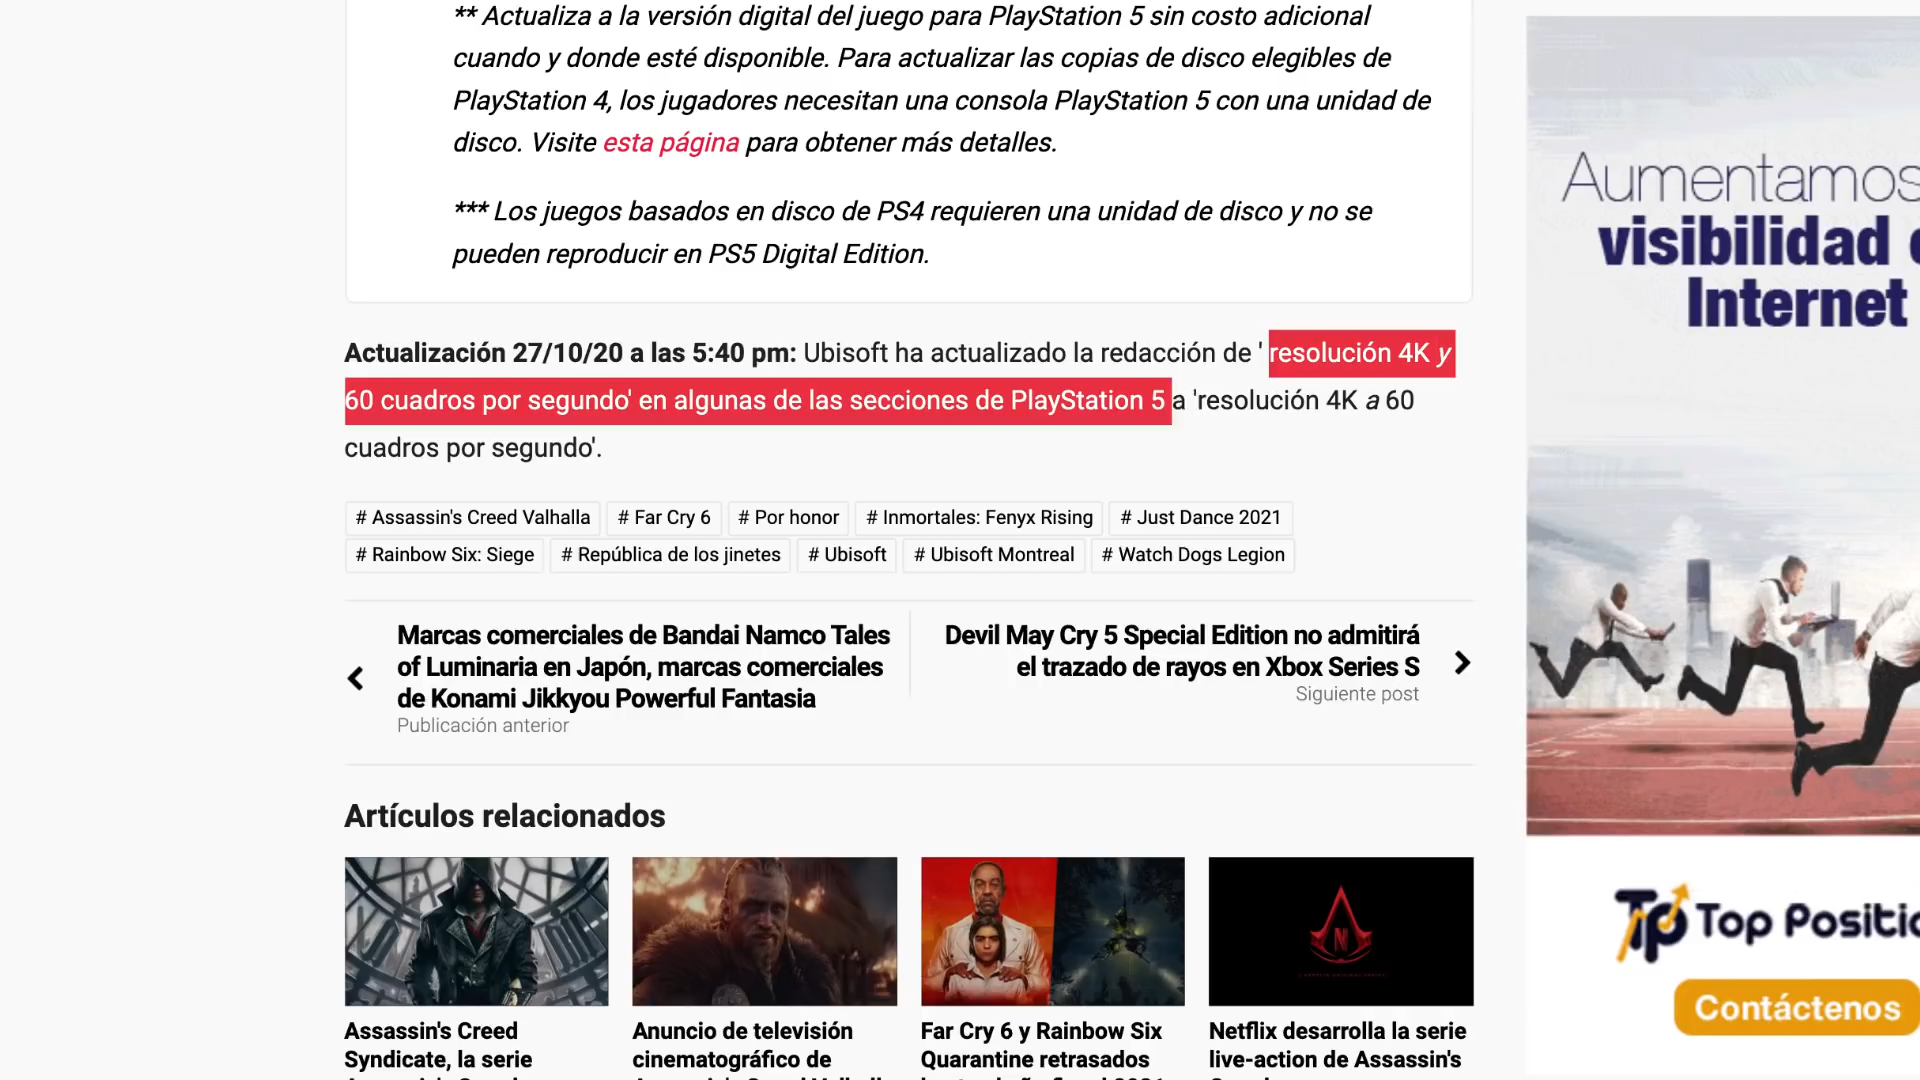 ** Actualiza a la versión digital del juego para PlayStation 5 sin costo adicional
cuando y donde esté disponible. Para actualizar las copias de disco elegibles de
PlayStation 4, los jugadores necesitan una consola PlayStation 5 con una unidad de
disco. Visite esta página para obtener más detalles.
*** Los juegos basados en disco de PS4 requieren una unidad de disco y no se
pueden reproducir en PS5 Digital Edition.
Actualización 27/10/20 a las 5:40 pm: Ubisoft ha actualizado la redacción de ' resolución 4K y
60 cuadros por segundo' en algunas de las secciones de PlayStation 5 a 'resolución 4K a 60
cuadros por segundo'.
# Assassin's Creed Valhalla # Far Cry 6 # Por honor # Inmortales: Fenyx Rising # Just Dance 2021
# Rainbow Six: Siege # República de los jinetes # Ubisoft # Ubisoft Montreal # Watch Dogs Legion
Marcas comerciales de Bandai Namco Tales
of Luminaria en Japón, marcas comerciales
de Konami Jikkyou Powerful Fantasia
Publicación anterior
Devil May Cry 5 Special Edition no admitirá
el trazado de rayos en Xbox Series S
Siguiente post
Artículos relacionados
Assassin's Creed
Syndicate, la serie
Anuncio de televisión
cinematográfico de
Far Cry 6 y Rainbow Six
Quarantine retrasados
Netflix desarrolla la serie
live-action de Assassin's
Aumentamos
visibilidad
Internet
Top
Contáctenos